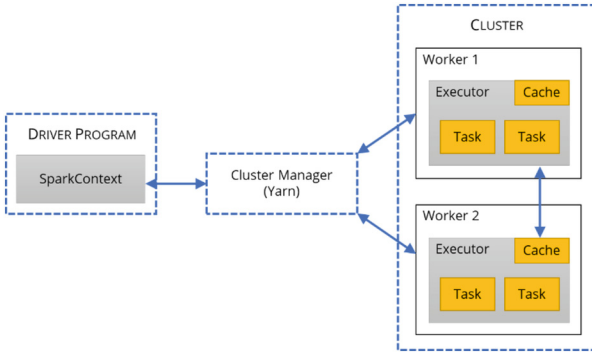 DRIVER PROGRAM
SparkContext
Cluster Manager
(Yarn)
CLUSTER
Worker 1
Executor
Cache
Task
Task
Worker 2
Executor
Cache
Task
Task